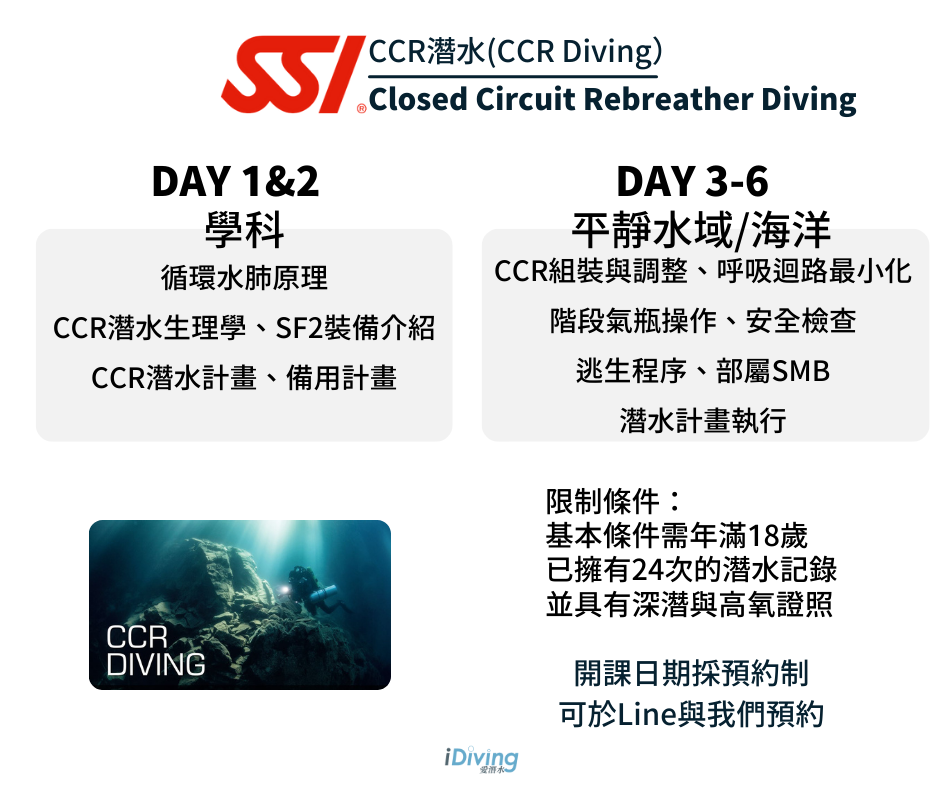 SSI®
CCR潛水(CCR Diving）
Closed Circuit Rebreather Diving
DAY 1&2
學科
循環水肺原理
CCR潛水生理學、SF2裝備介紹
CCR潛水計畫、備用計畫
DAY 3-6
平靜水域/海洋
CCR組裝與調整、呼吸迴路最小化
階段氣瓶操作、安全檢查
逃生程序、部屬SMB
潛水計畫執行
CCR
DIVING
限制條件：
基本條件需年滿18歲
已擁有24次的潛水記錄
並具有深潛與高氧證照
開課日期採預約制
可於Line與我們預約
iDiving
愛潛水